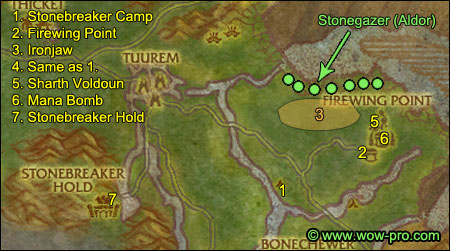 THICKET
1. Stonebreaker Camp
2. Firewing Point
3. Ironjaw
4. Same as 1.
5. Sharth Voldoun
6. Mana Bomb
7. Stonebreaker Hold
Stonegazer (Aldor)
TUUREM
FIREWING POINT
3
5
6
2
STONEBREAKER
HOLD
7
1
BONECHEWER
© www.wow-pro.com